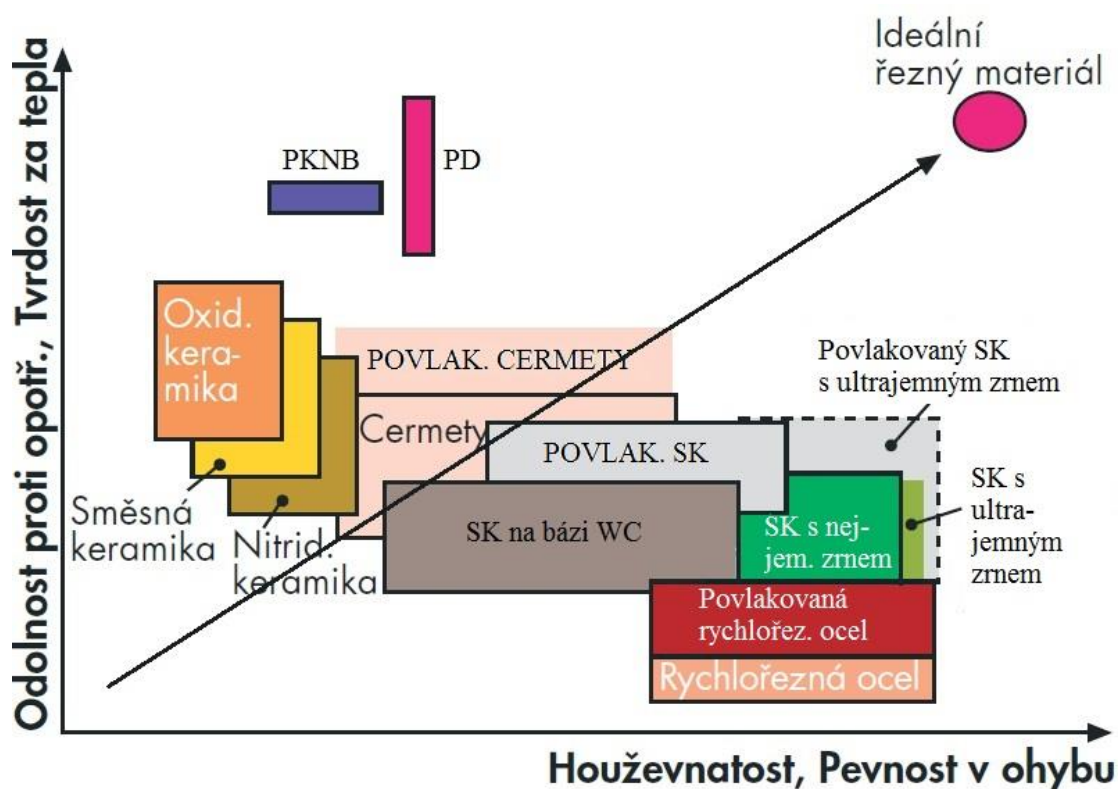 Ideální
řezný materiál
Odolnost proti opotř., Tvrdost za tepla
PKNB
PD
Oxid.
kera-
mika
POVLAK. CERMETY
Povlakovaný SK
s ultrajemným zrnem
Cermety
POVLAK. SK
SK s
ultra-
jemným
zrnem
Směsná
keramika
Nitrid.
keramika
SK na bázi WC
SK s nej-
jem. zrnem
Povlakovaná
rychlořez. ocel
Rychlořezná ocel
Houževnatost, Pevnost v ohybu